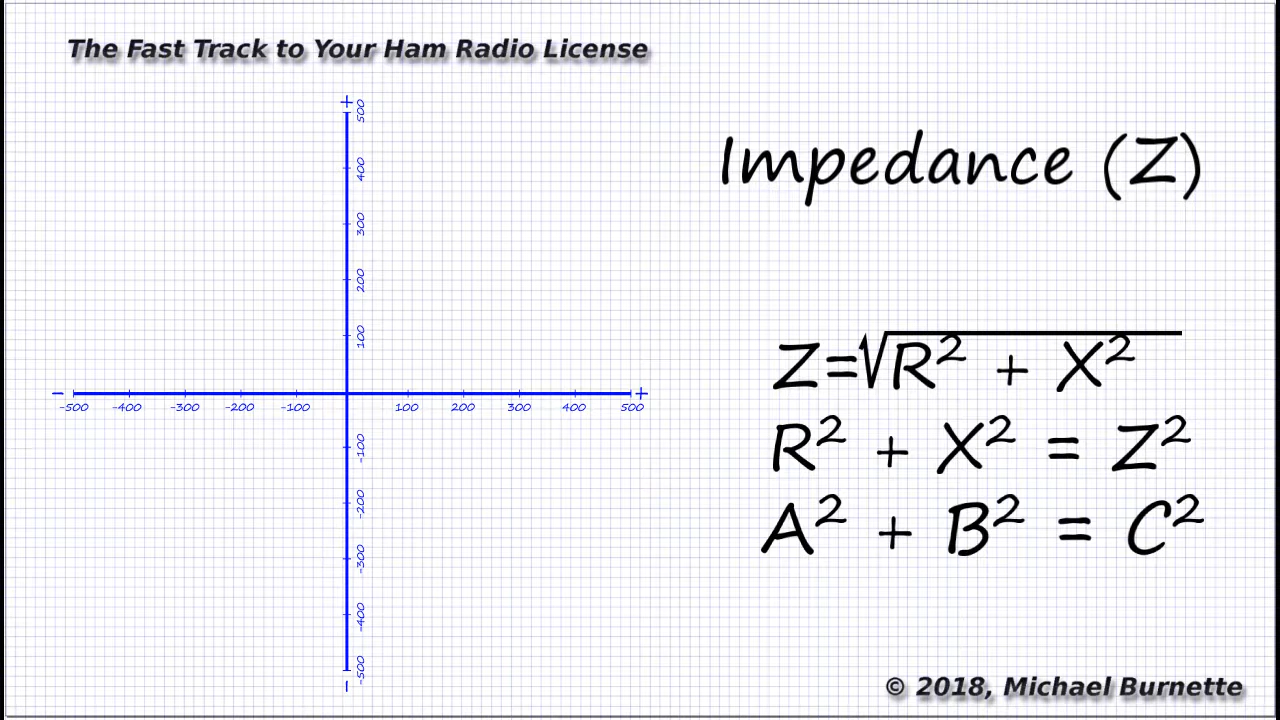 The Fast Track to Your Ham Radio License
+
500
400
300
200
100
− -500 -400 -300 -200 -100 100 200 300 400 500 +
-100
-200
-300
-400
-500
−
Impedance (Z)
Z=√R² + X²
R² + X² = Z²
A² + B² = C²
© 2018, Michael Burnette